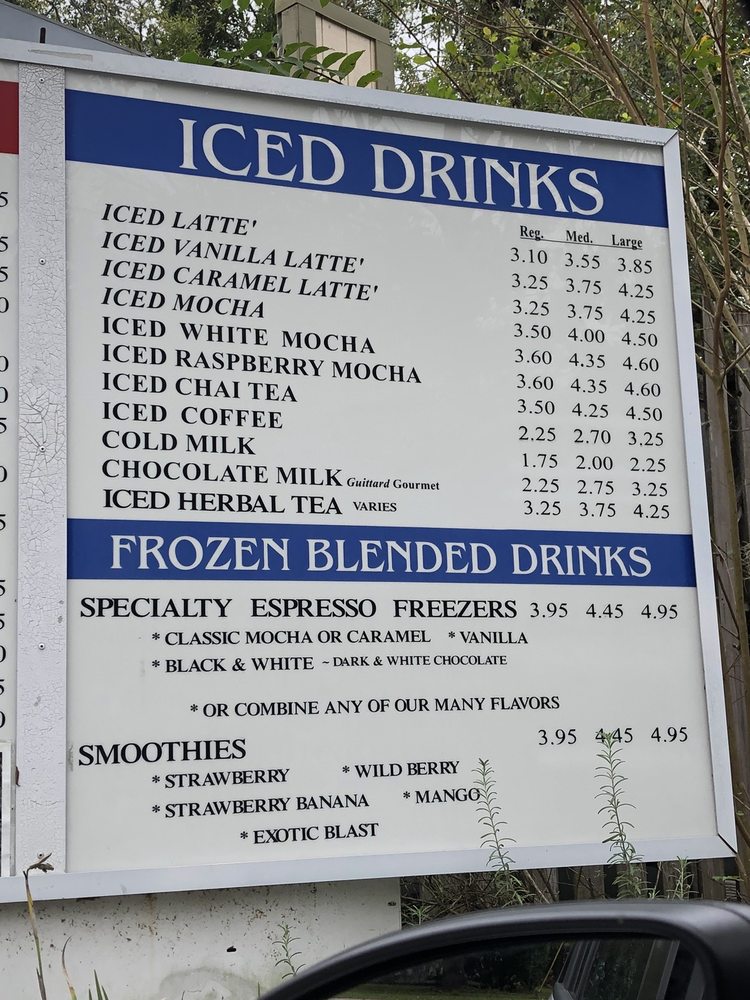 ICED DRINKS
Reg. Med. Large
ICED LATTE' 3.10 3.55 3.85
ICED VANILLA LATTE' 3.25 3.75 4.25
ICED CARAMEL LATTE' 3.25 3.75 4.25
ICED MOCHA 3.50 4.00 4.50
ICED WHITE MOCHA 3.60 4.35 4.60
ICED RASPBERRY MOCHA 3.60 4.35 4.60
ICED CHAI TEA 3.50 4.25 4.50
ICED COFFEE 2.25 2.70 3.25
COLD MILK 1.75 2.00 2.25
CHOCOLATE MILK Guittard Gourmet 2.25 2.75 3.25
ICED HERBAL TEA VARIES 3.25 3.75 4.25
FROZEN BLENDED DRINKS
SPECIALTY ESPRESSO FREEZERS 3.95 4.45 4.95
* CLASSIC MOCHA OR CARAMEL * VANILLA
* BLACK & WHITE ~ DARK & WHITE CHOCOLATE
* OR COMBINE ANY OF OUR MANY FLAVORS
SMOOTHIES 3.95 4.45 4.95
* STRAWBERRY * WILD BERRY
* STRAWBERRY BANANA * MANGO
* EXOTIC BLAST